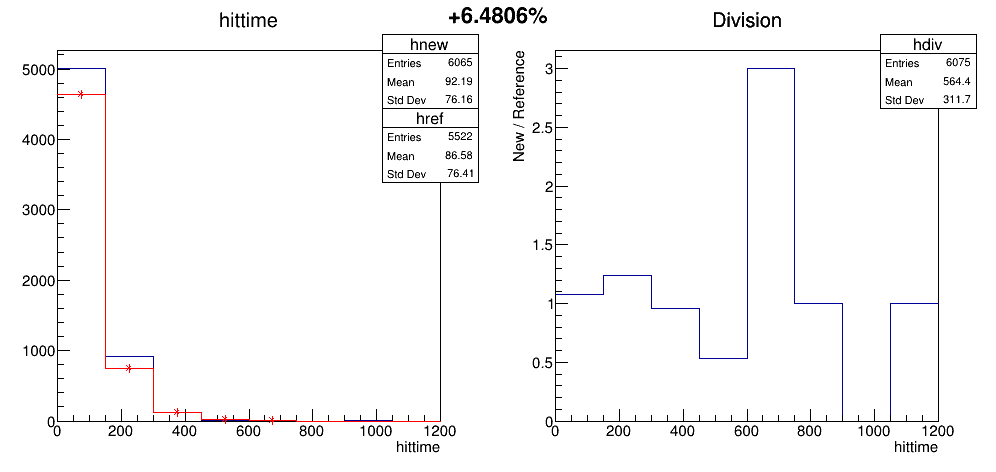 +6.4806%
hittime
hnew
Entries 6065
Mean 92.19
Std Dev 76.16
href
Entries 5522
Mean 86.58
Std Dev 76.41
5000
4000
3000
2000
1000
0
0 200 400 600 800 1000 1200
hittime
Division
hdiv
Entries 6075
Mean 564.4
Std Dev 311.7
New / Reference
3
2.5
2
1.5
1
0.5
0
0 200 400 600 800 1000 1200
hittime